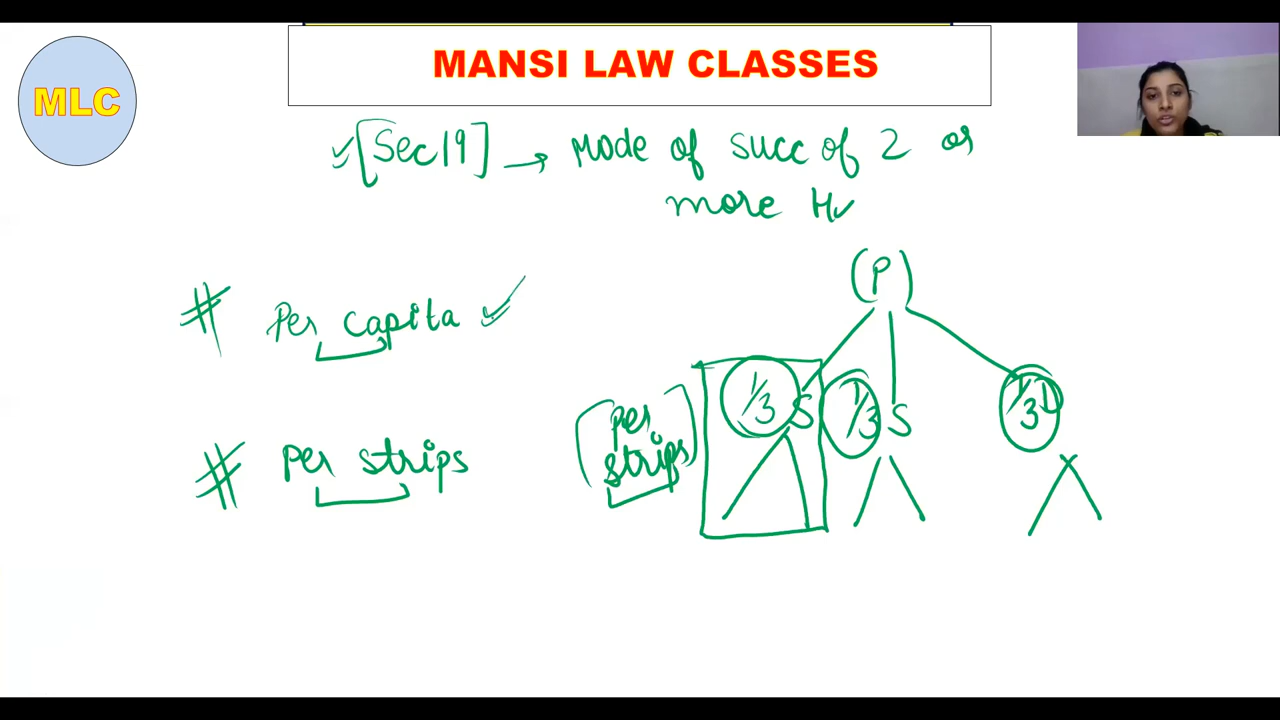 MANSI LAW CLASSES
MLC
[Sec 19] → Mode of succ of 2 or
more H
(P)
# Per capita
1/3 S 1/3 S 1/3 D
[Per
strips]
# Per strips